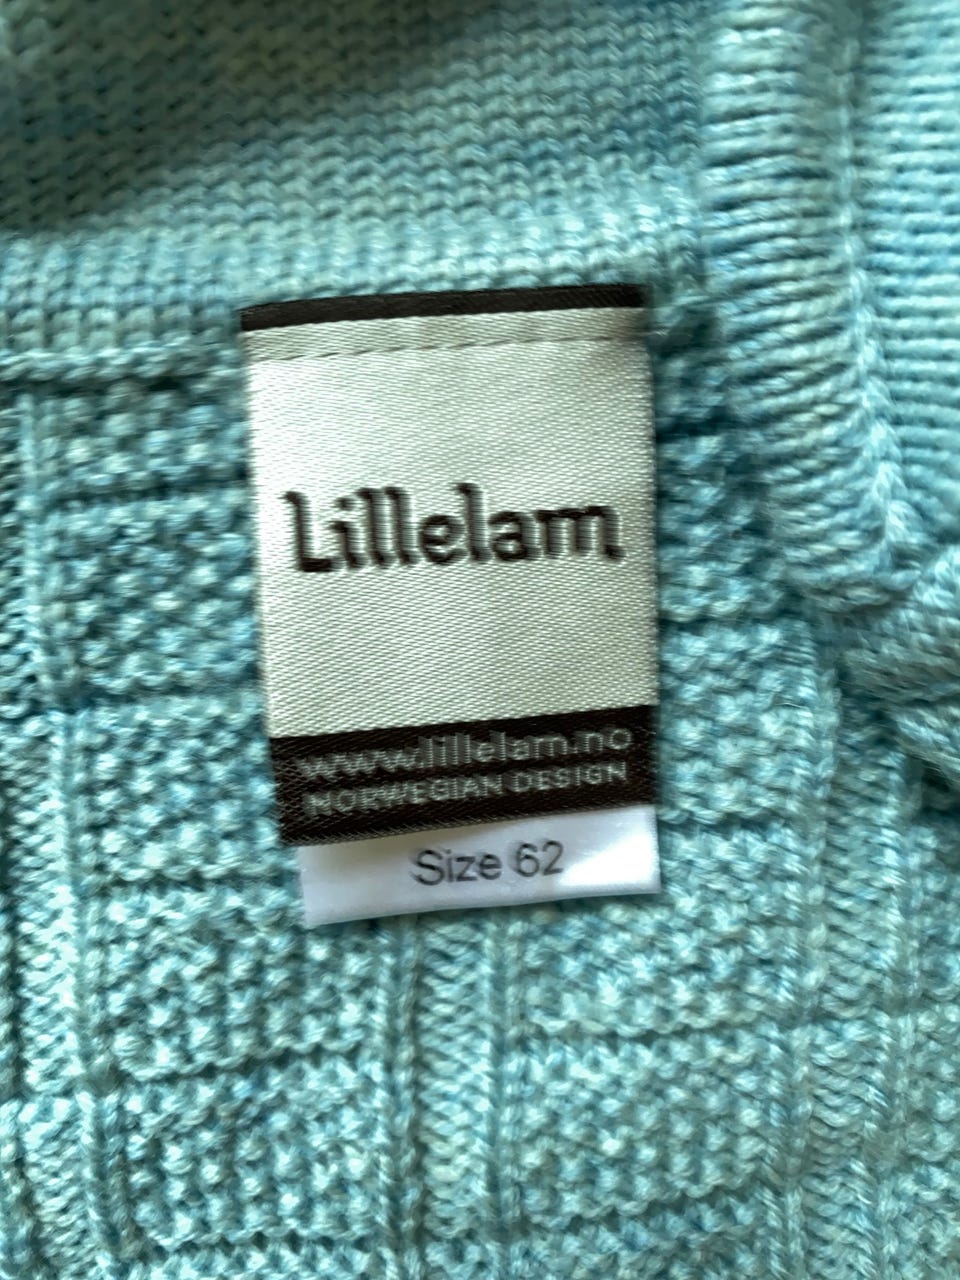 Lillelam
www.lillelam.no
NORWEGIAN DESIGN
Size 62